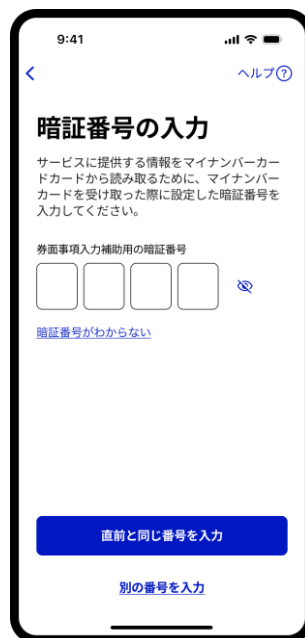 9:41
ヘルプ?
暗証番号の入力
サービスに提供する情報をマイナンバーカー
ドカードから読み取るために、マイナンバー
カードを受け取った際に設定した暗証番号を
入力してください。
券面事項入力補助用の暗証番号
暗証番号がわからない
直前と同じ番号を入力
別の番号を入力